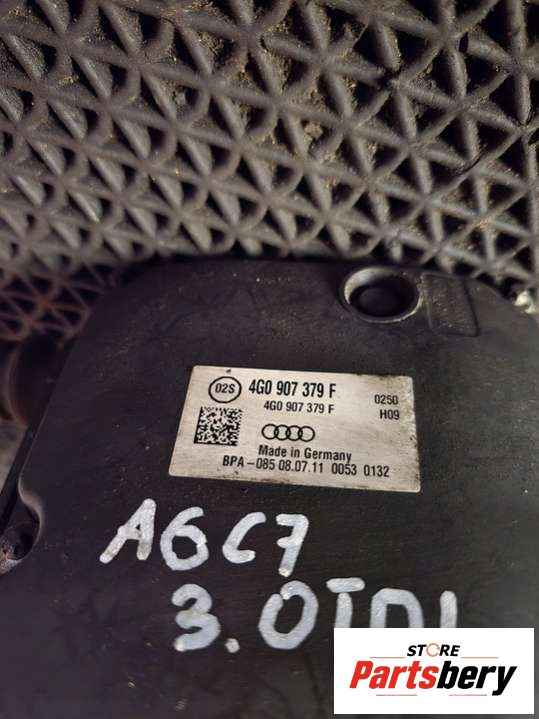 02S 4G0 907 379 F
4G0 907 379 F 0250
H09
Made in Germany
BPA-085 08.07.11 0053 0132
A6C7
3.0TDI
STORE
Partsbery